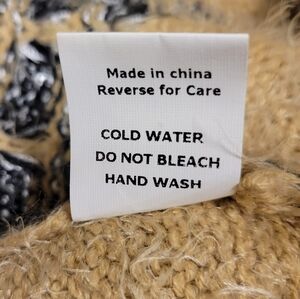 Made in china
Reverse for Care
COLD WATER
DO NOT BLEACH
HAND WASH